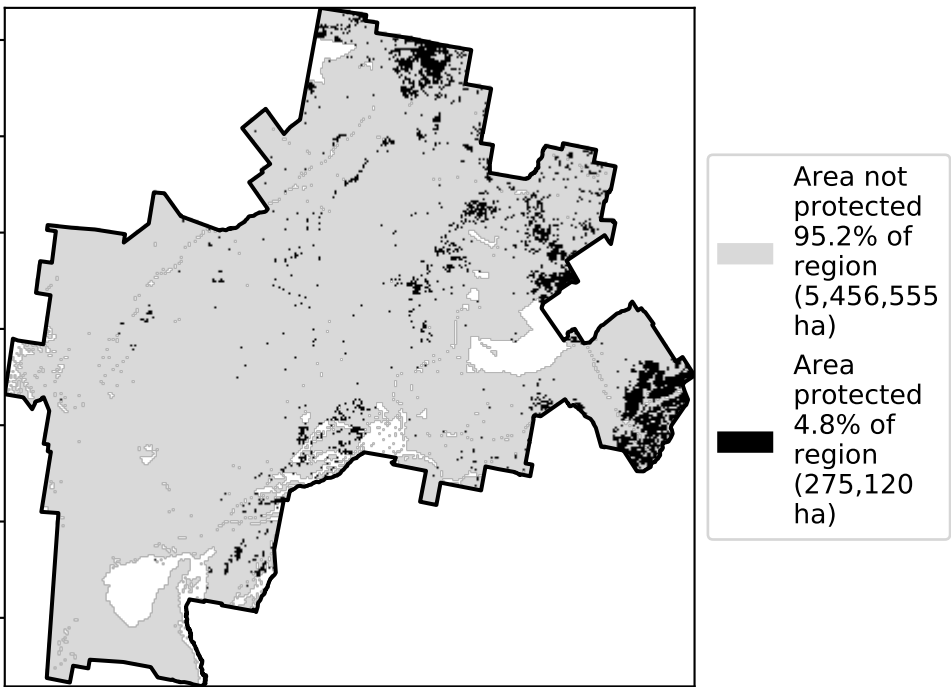 Area not
protected
95.2% of
region
(5,456,555
ha)
Area
protected
4.8% of
region
(275,120
ha)